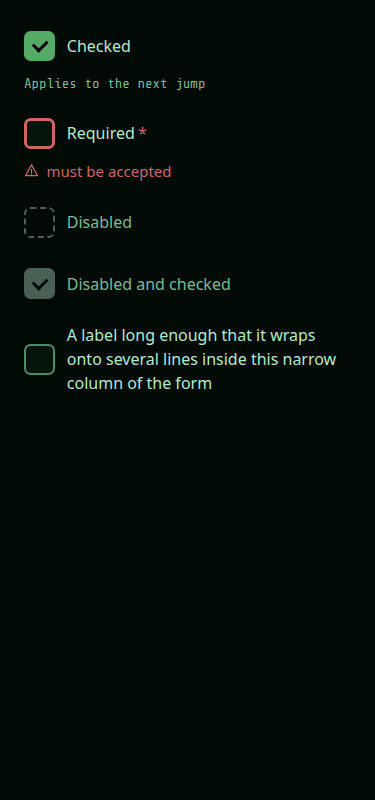 Checked
Applies to the next jump
Required *
must be accepted
Disabled
Disabled and checked
A label long enough that it wraps
onto several lines inside this narrow
column of the form